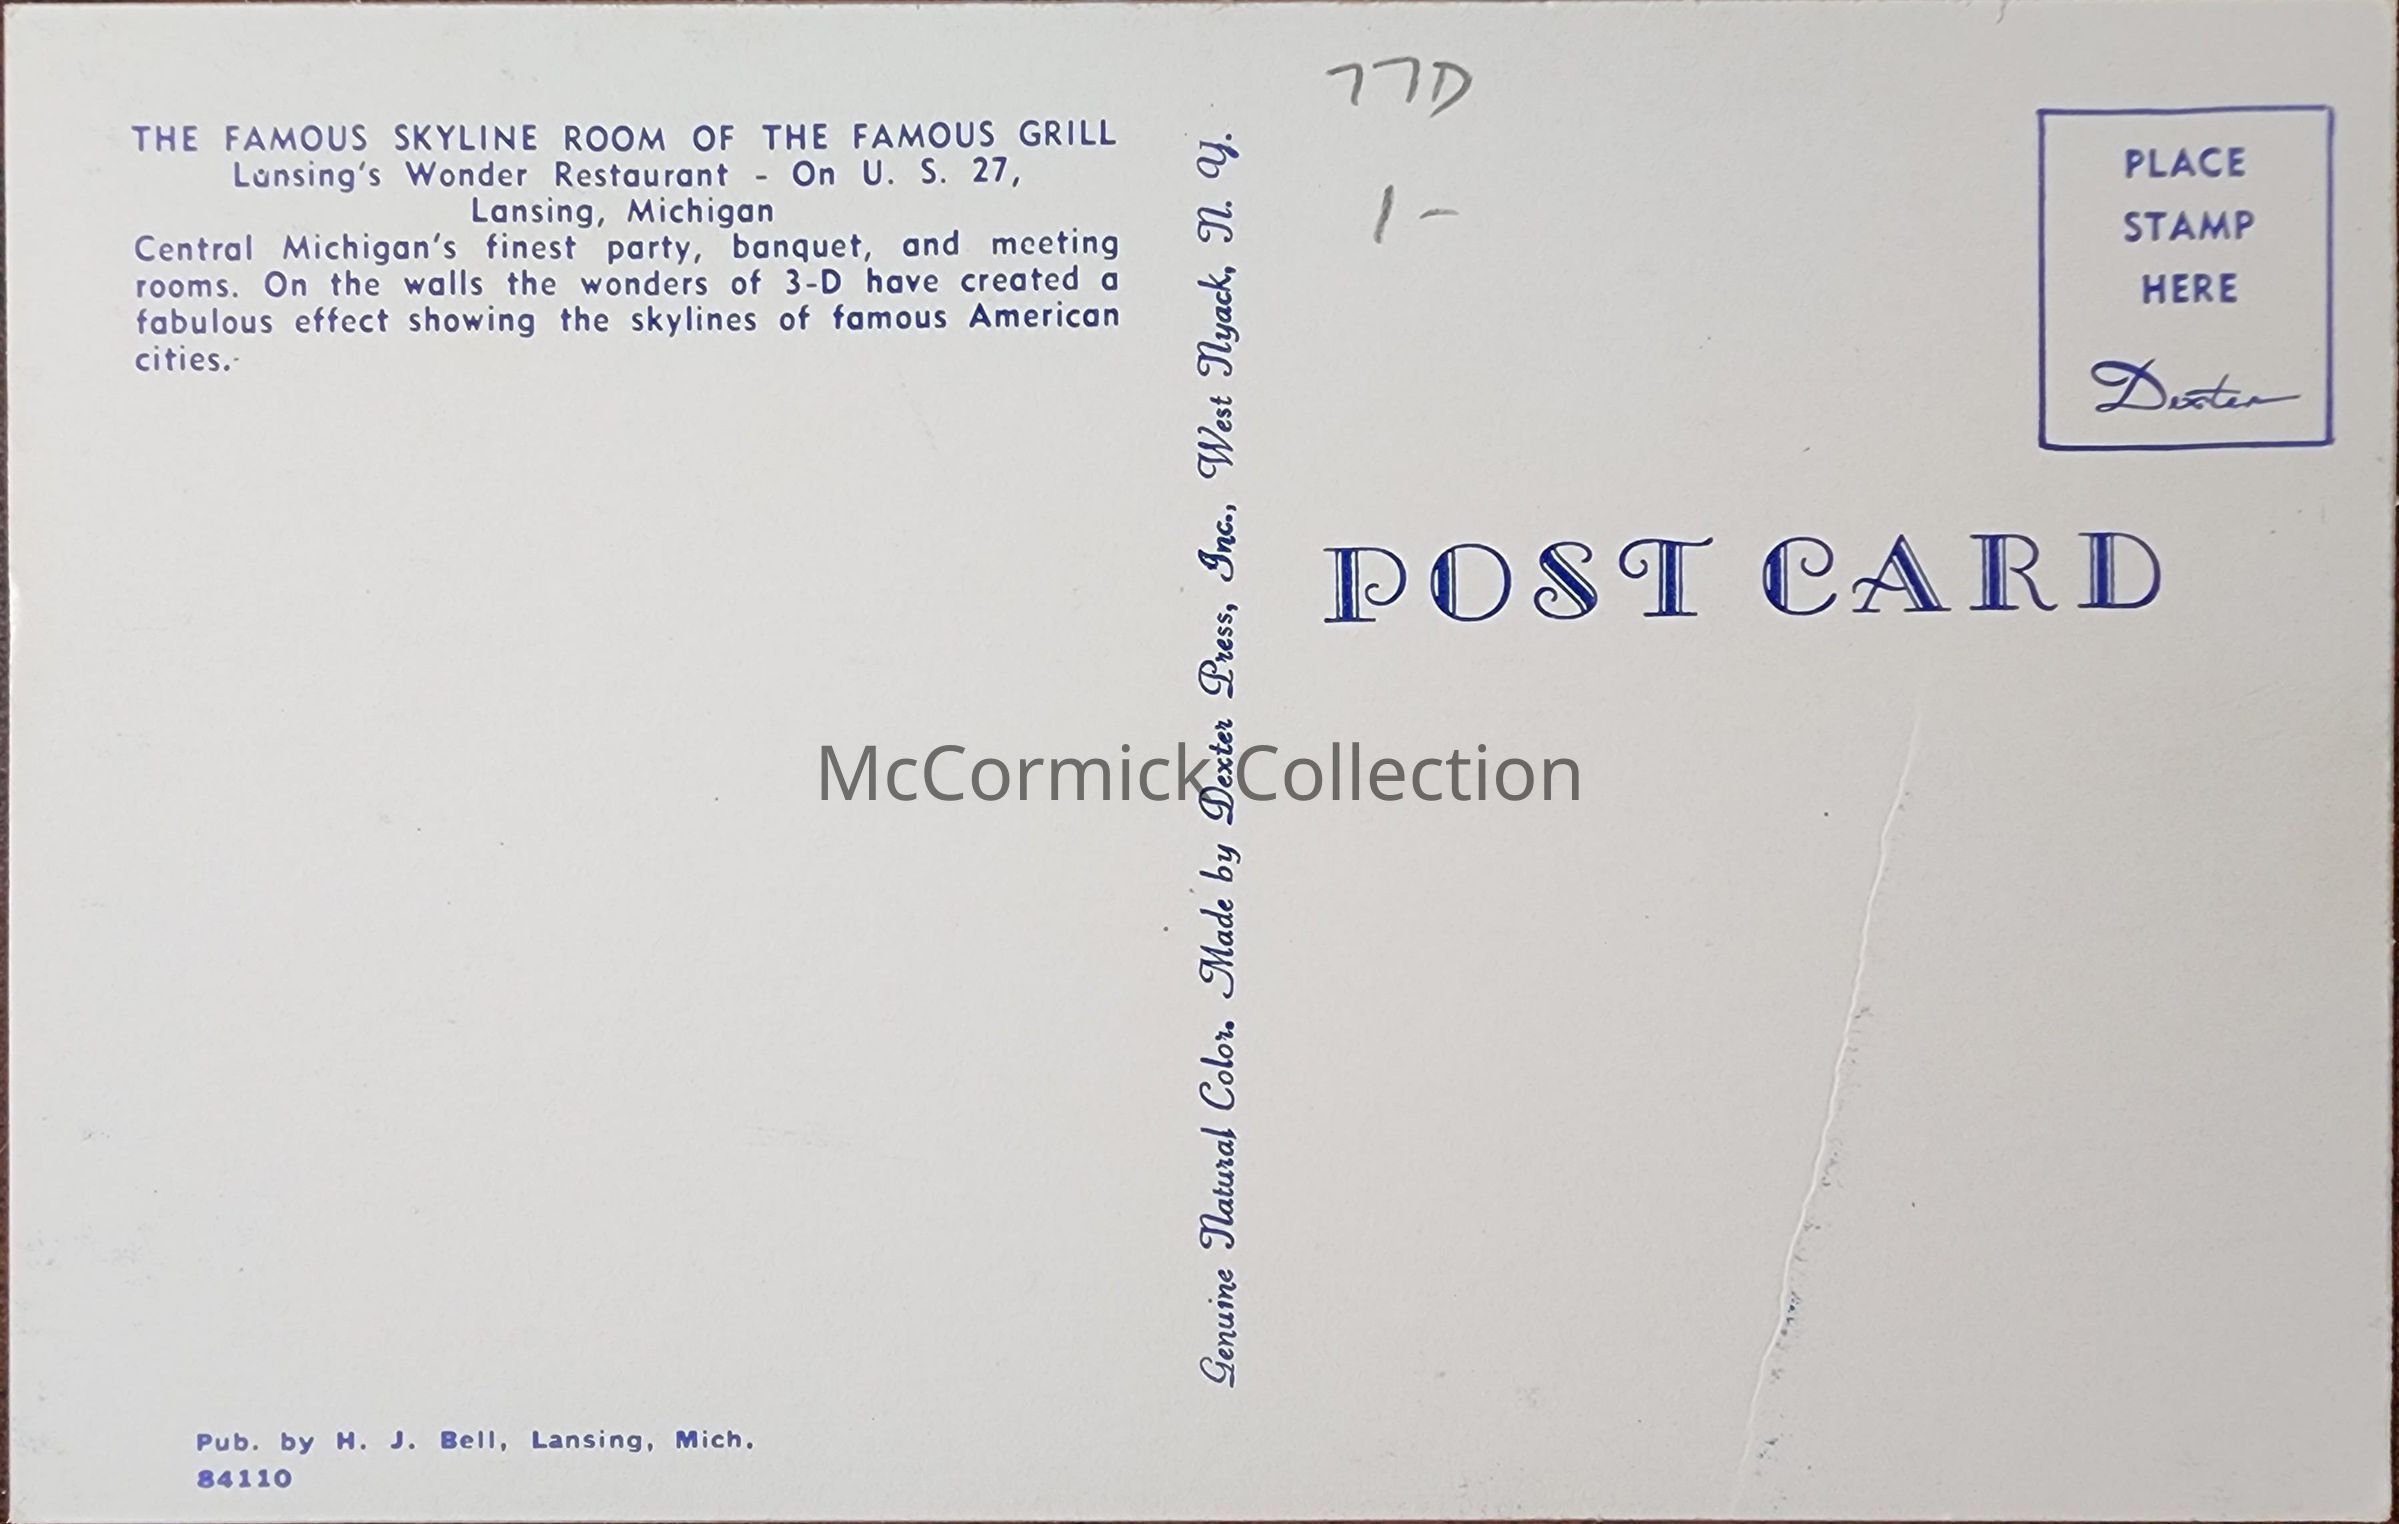 THE FAMOUS SKYLINE ROOM OF THE FAMOUS GRILL
Lansing's Wonder Restaurant - On U. S. 27,
Lansing, Michigan
Central Michigan's finest party, banquet, and meeting
rooms. On the walls the wonders of 3-D have created a
fabulous effect showing the skylines of famous American
cities.
Pub. by H. J. Bell, Lansing, Mich.
84110
Genuine Natural Color. Made by Dexter Press, Inc., West Nyack, N. Y.
77D
1-
PLACE
STAMP
HERE
Dexter
POST CARD
McCormick Collection